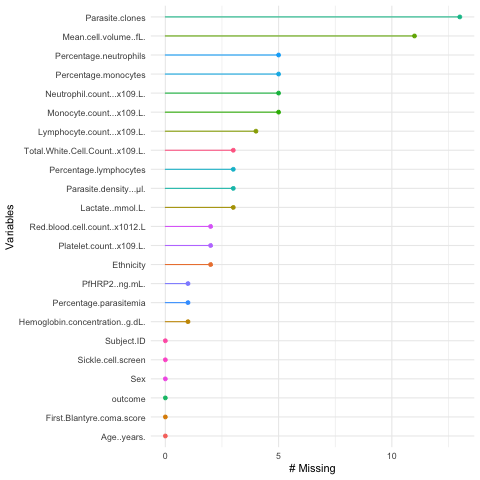 Parasite.clones
Mean.cell.volume..fL.
Percentage.neutrophils
Percentage.monocytes
Neutrophil.count...x109.L.
Monocyte.count...x109.L.
Lymphocyte.count...x109.L.
Total.White.Cell.Count..x109.L.
Percentage.lymphocytes
Parasite.density...µl.
Lactate..mmol.L.
Red.blood.cell.count..x1012.L
Platelet.count..x109.L.
Ethnicity
PfHRP2..ng.mL.
Percentage.parasitemia
Hemoglobin.concentration..g.dL.
Subject.ID
Sickle.cell.screen
Sex
outcome
First.Blantyre.coma.score
Age..years.
Variables
0 5 10
# Missing